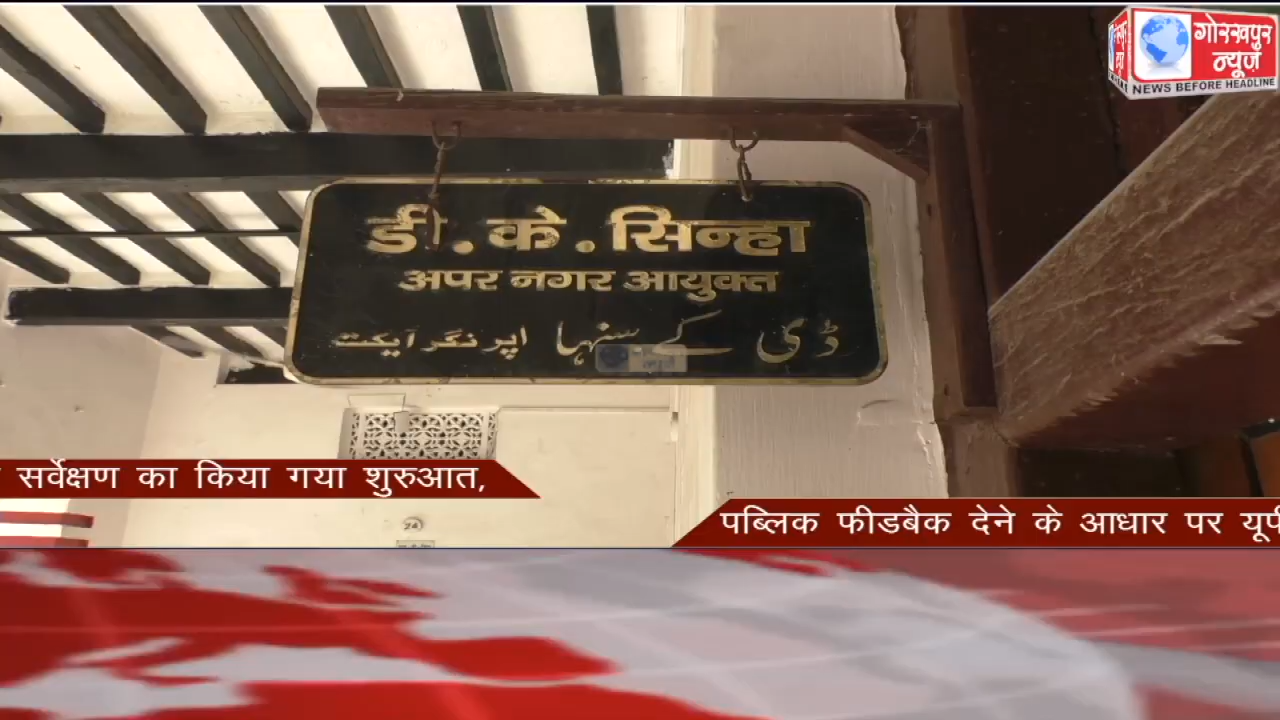 गोरखपुर
न्यूज़
NEWS BEFORE HEADLINE
डी. के. सिन्हा
अपर नगर आयुक्त
ڈی کے سنہا اپر نگر آیکت
सर्वेक्षण का किया गया शुरुआत,
पब्लिक फीडबैक देने के आधार पर यूपी
24